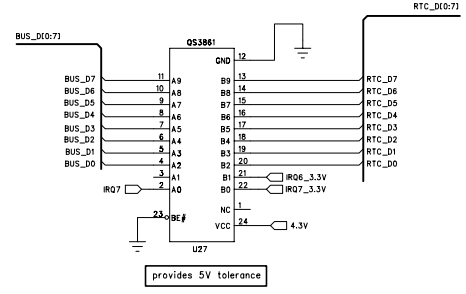 RTC_D[0:7]
BUS_D[0:7]
QS3861
GND 12
BUS_D7 11 A9 B9 13 RTC_D7
BUS_D6 10 A8 B8 14 RTC_D6
BUS_D5 9 A7 B7 15 RTC_D5
BUS_D4 8 A6 B6 16 RTC_D4
BUS_D3 7 A5 B5 17 RTC_D3
BUS_D2 6 A4 B4 18 RTC_D2
BUS_D1 5 A3 B3 19 RTC_D1
BUS_D0 4 A2 B2 20 RTC_D0
3 A1 B1 21 IRQ6_3.3V
IRQ7 2 A0 B0 22 IRQ7_3.3V
NC 1
23 BE# VCC 24 4.3V
U27
provides 5V tolerance